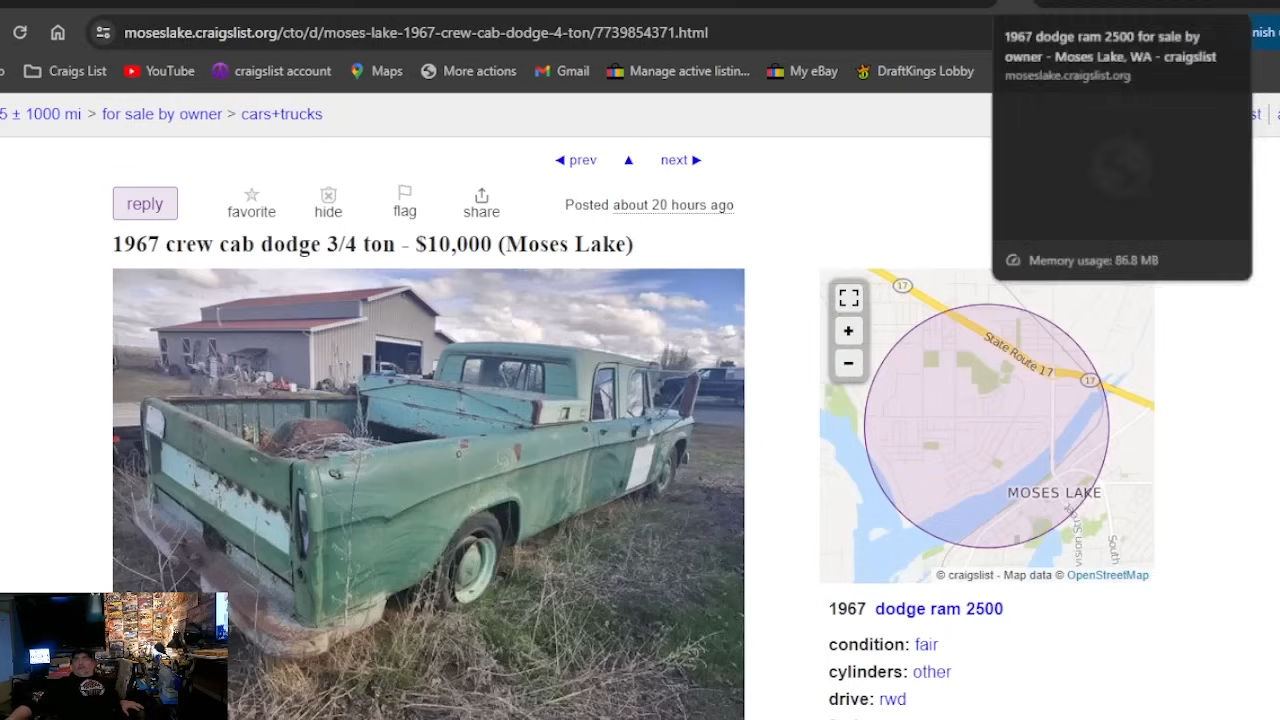 moseslake.craigslist.org/cto/d/moses-lake-1967-crew-cab-dodge-4-ton/7739854371.html
1967 dodge ram 2500 for sale by
owner - Moses Lake, WA - craigslist
moseslake.craigslist.org
Memory usage: 86.8 MB
Craigs List
YouTube
craigslist account
Maps
More actions
Gmail
Manage active listin...
My eBay
DraftKings Lobby
5 ± 1000 mi > for sale by owner > cars+trucks
◀ prev ▲ next ▶
reply
favorite
hide
flag
share
Posted about 20 hours ago
1967 crew cab dodge 3/4 ton - $10,000 (Moses Lake)
17
State Route 17
17
+
−
MOSES LAKE
South
© craigslist - Map data © OpenStreetMap
1967 dodge ram 2500
condition: fair
cylinders: other
drive: rwd